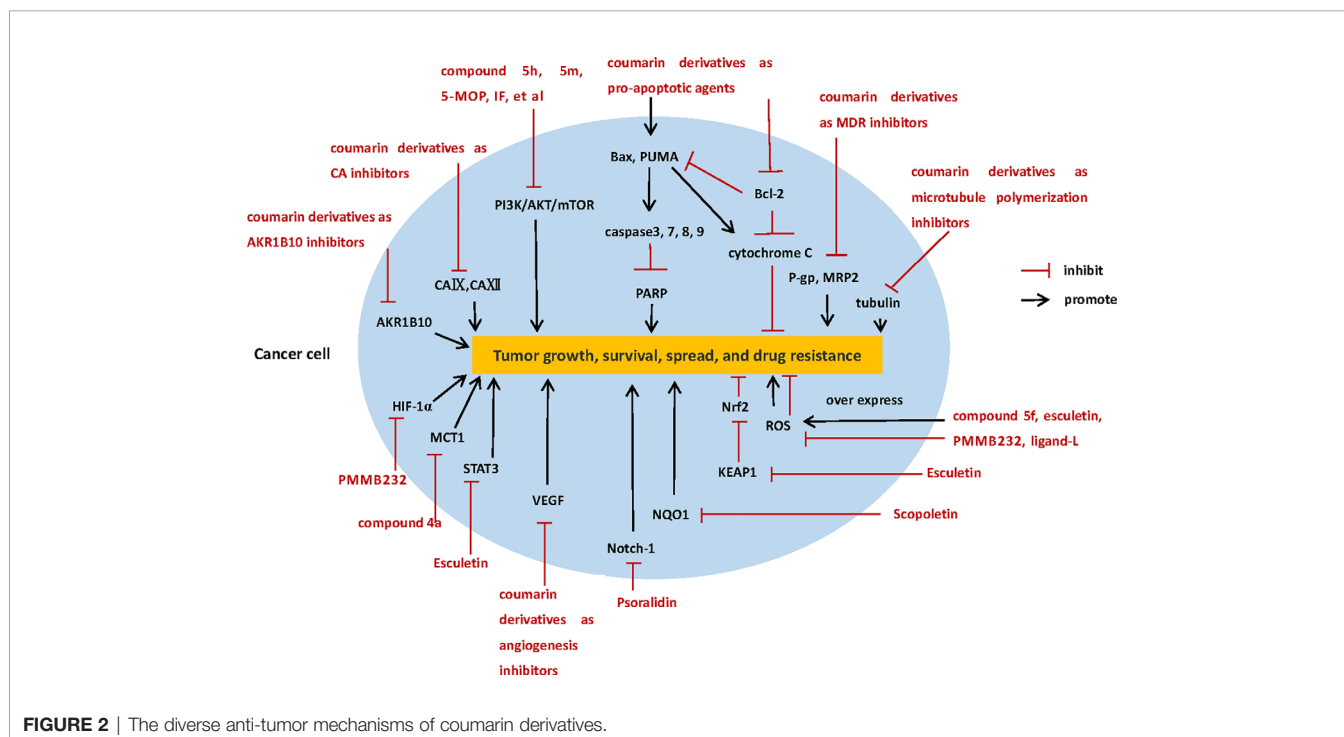 compound 5h, 5m,
5-MOP, IF, et al
coumarin derivatives as
pro-apoptotic agents
coumarin derivatives
as MDR inhibitors
coumarin derivatives as
CA inhibitors
coumarin derivatives as
microtubule polymerization
inhibitors
coumarin derivatives as
AKR1B10 inhibitors
Bax, PUMA
Bcl-2
PI3K/AKT/mTOR
caspase3, 7, 8, 9
cytochrome C
P-gp, MRP2
CAⅨ,CAⅫ
PARP
tubulin
AKR1B10
inhibit
promote
Cancer cell
Tumor growth, survival, spread, and drug resistance
HIF-1α
MCT1
STAT3
VEGF
Notch-1
NQO1
Nrf2
KEAP1
ROS
over express
compound 5f, esculetin,
PMMB232, ligand-L
Esculetin
Scopoletin
PMMB232
compound 4a
Esculetin
coumarin
derivatives as
angiogenesis
inhibitors
Psoralidin
FIGURE 2 | The diverse anti-tumor mechanisms of coumarin derivatives.